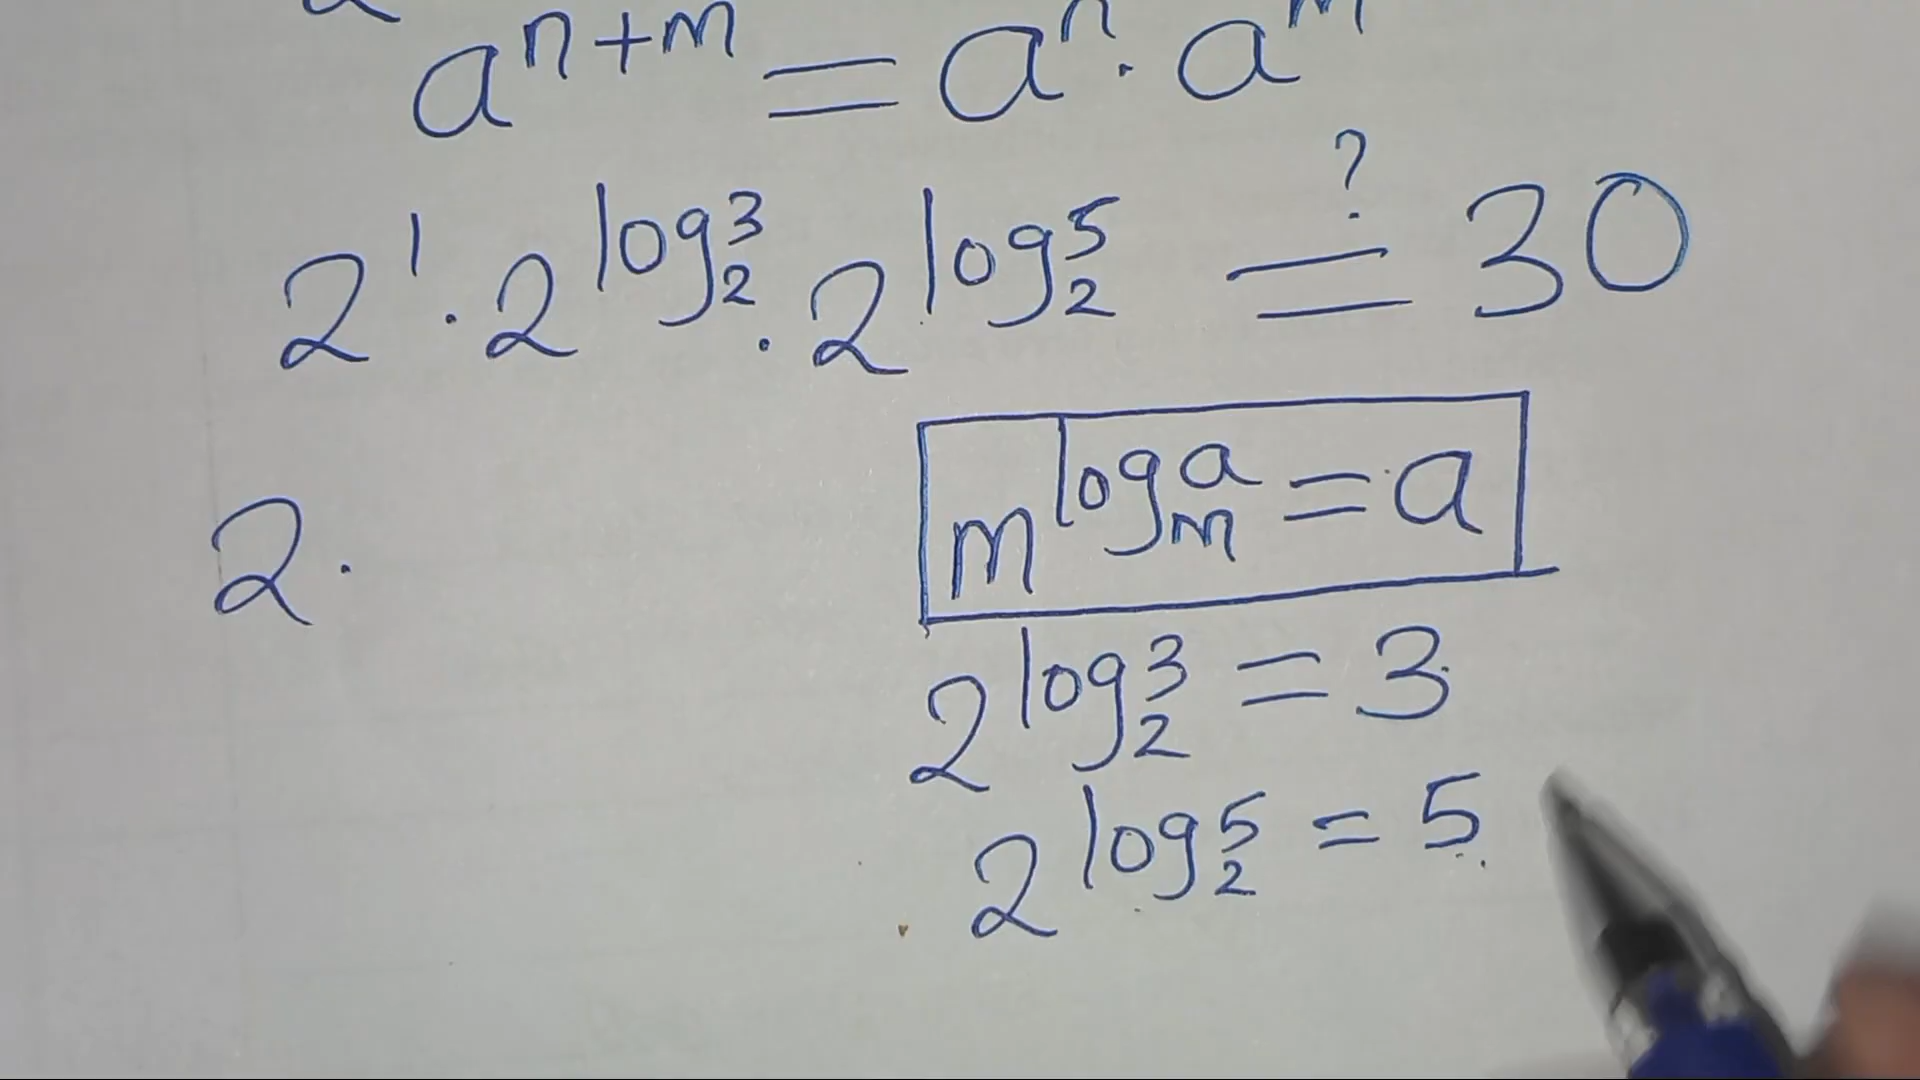 a^{n+m} = a^n . a^m
2^1 . 2^{log_2^3} . 2^{log_2^5} =^? 30
m^{log_m^a} = a
2.
2^{log_2^3} = 3
2^{log_2^5} = 5